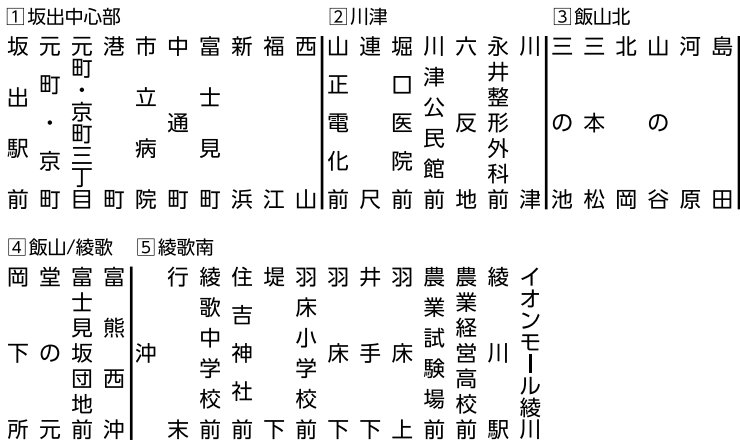 1 坂出中心部
坂出駅前
元町・京町
元町・京町三丁目
港町
市立病院
中通町
富士見町
新浜
福江
西山
2 川津
山正電化前
連尺
堀口医院前
川津公民館前
六反地
永井整形外科前
川津
3 飯山北
三の池
三本松
北岡
山の谷
河原
島田
4 飯山/綾歌
岡下所
堂の元
富士見坂団地前
富熊西沖
5 綾歌南
沖
行末
綾歌中学校前
住吉神社前
堤下
羽床小学校前
羽床下
井手下
羽床上
農業試験場前
農業経営高校前
綾川駅
イオンモール綾川